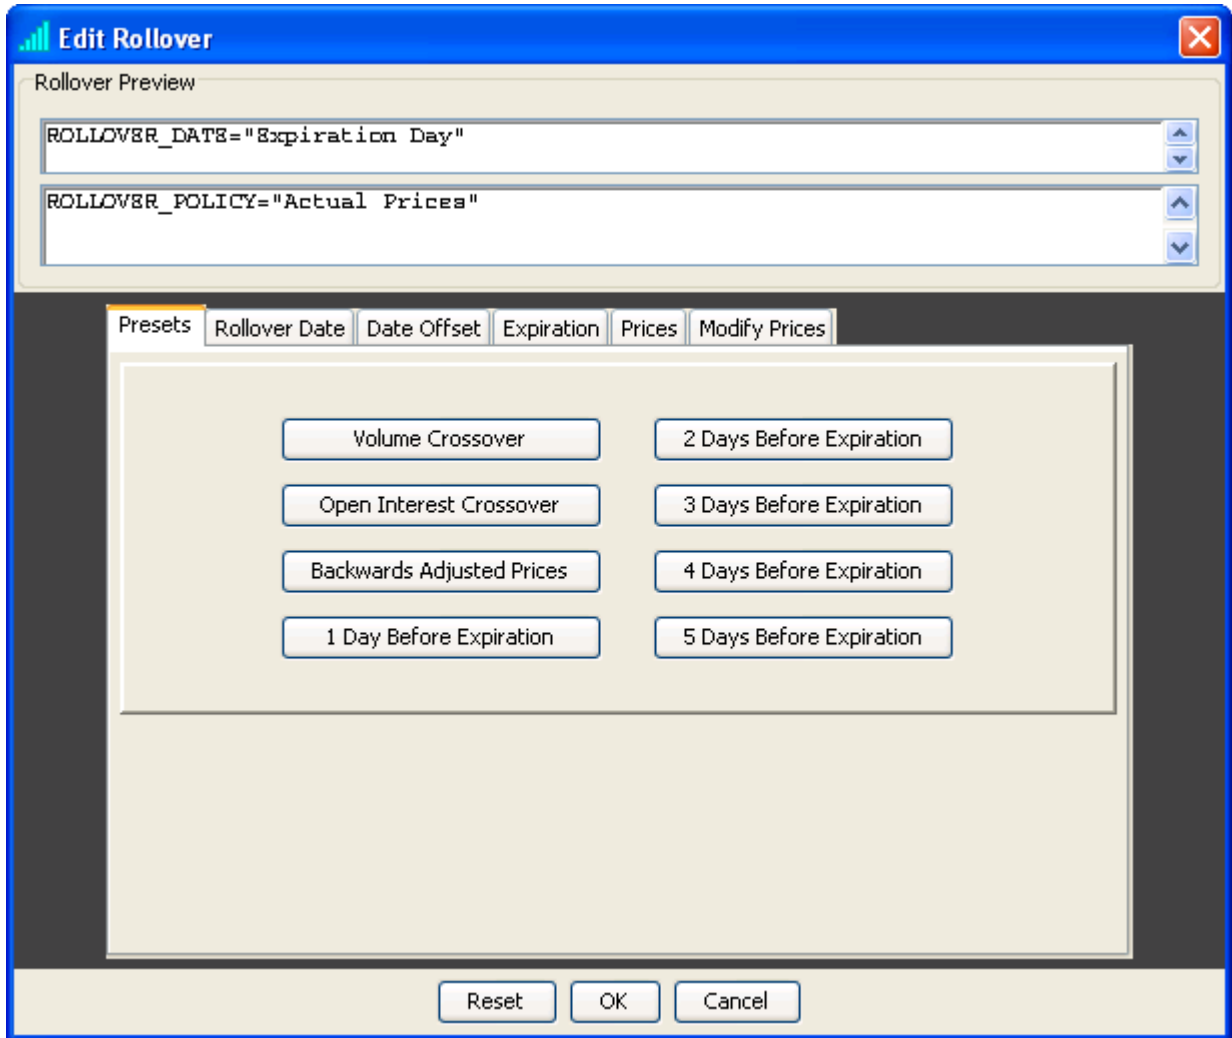 Edit Rollover
Rollover Preview
ROLLOVER_DATE="Expiration Day"
ROLLOVER_POLICY="Actual Prices"
Presets Rollover Date Date Offset Expiration Prices Modify Prices
Volume Crossover 2 Days Before Expiration
Open Interest Crossover 3 Days Before Expiration
Backwards Adjusted Prices 4 Days Before Expiration
1 Day Before Expiration 5 Days Before Expiration
Reset OK Cancel